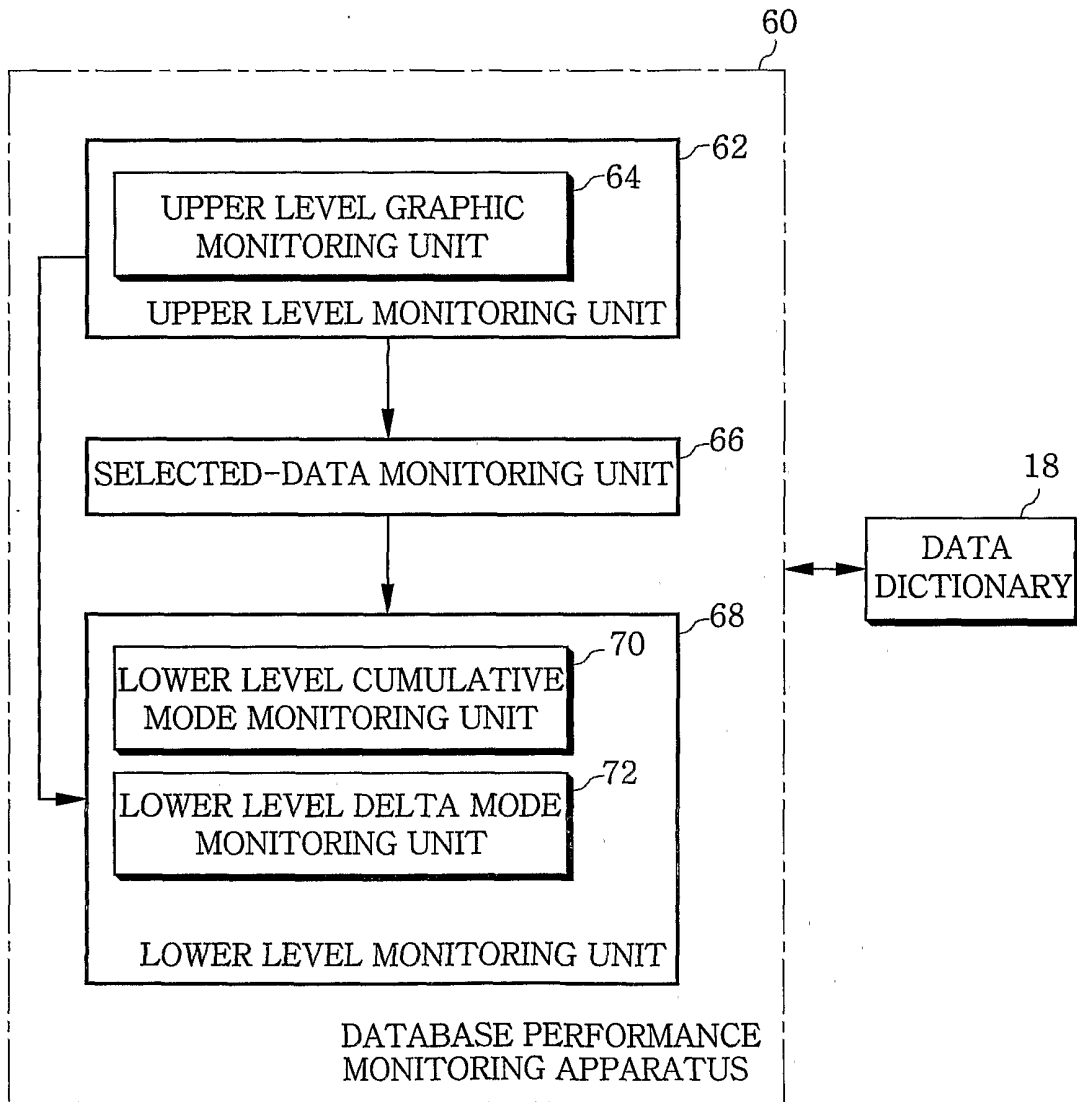 60
62
64
UPPER LEVEL GRAPHIC
MONITORING UNIT
UPPER LEVEL MONITORING UNIT
66
SELECTED-DATA MONITORING UNIT
18
DATA
DICTIONARY
68
70
LOWER LEVEL CUMULATIVE
MODE MONITORING UNIT
72
LOWER LEVEL DELTA MODE
MONITORING UNIT
LOWER LEVEL MONITORING UNIT
DATABASE PERFORMANCE
MONITORING APPARATUS